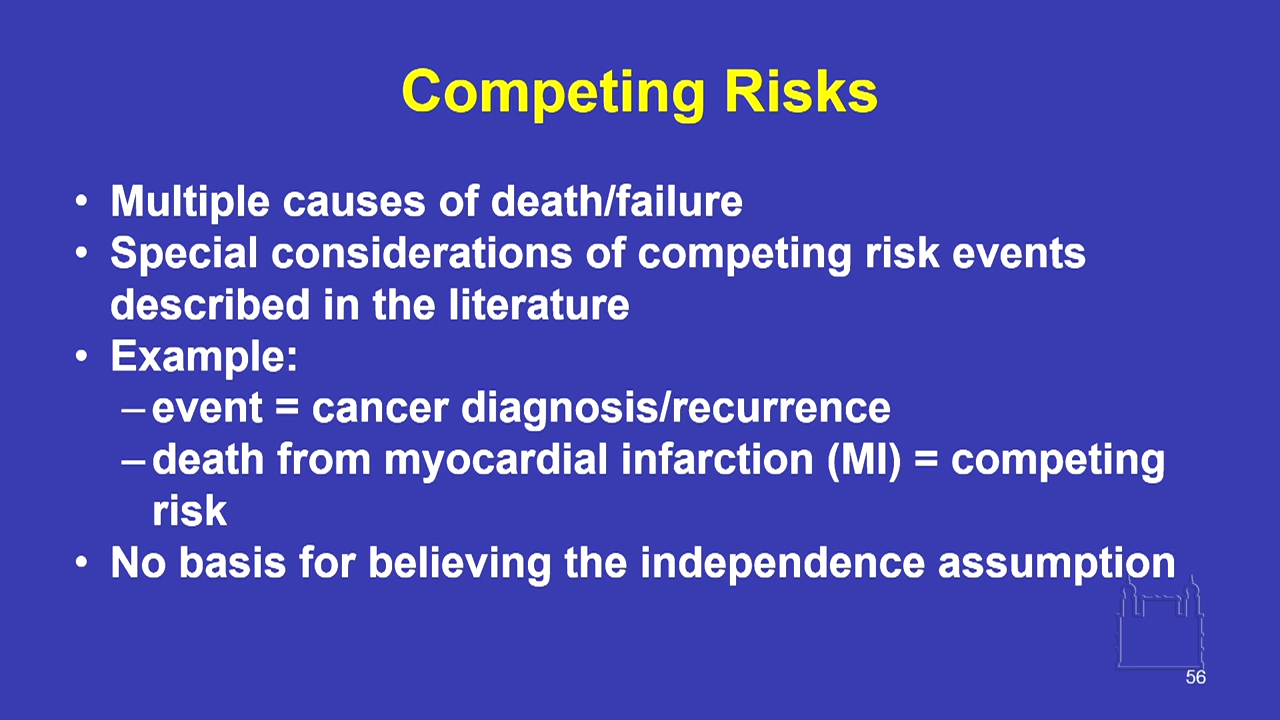 Competing Risks
• Multiple causes of death/failure
• Special considerations of competing risk events
described in the literature
• Example:
– event = cancer diagnosis/recurrence
– death from myocardial infarction (MI) = competing
risk
• No basis for believing the independence assumption
56